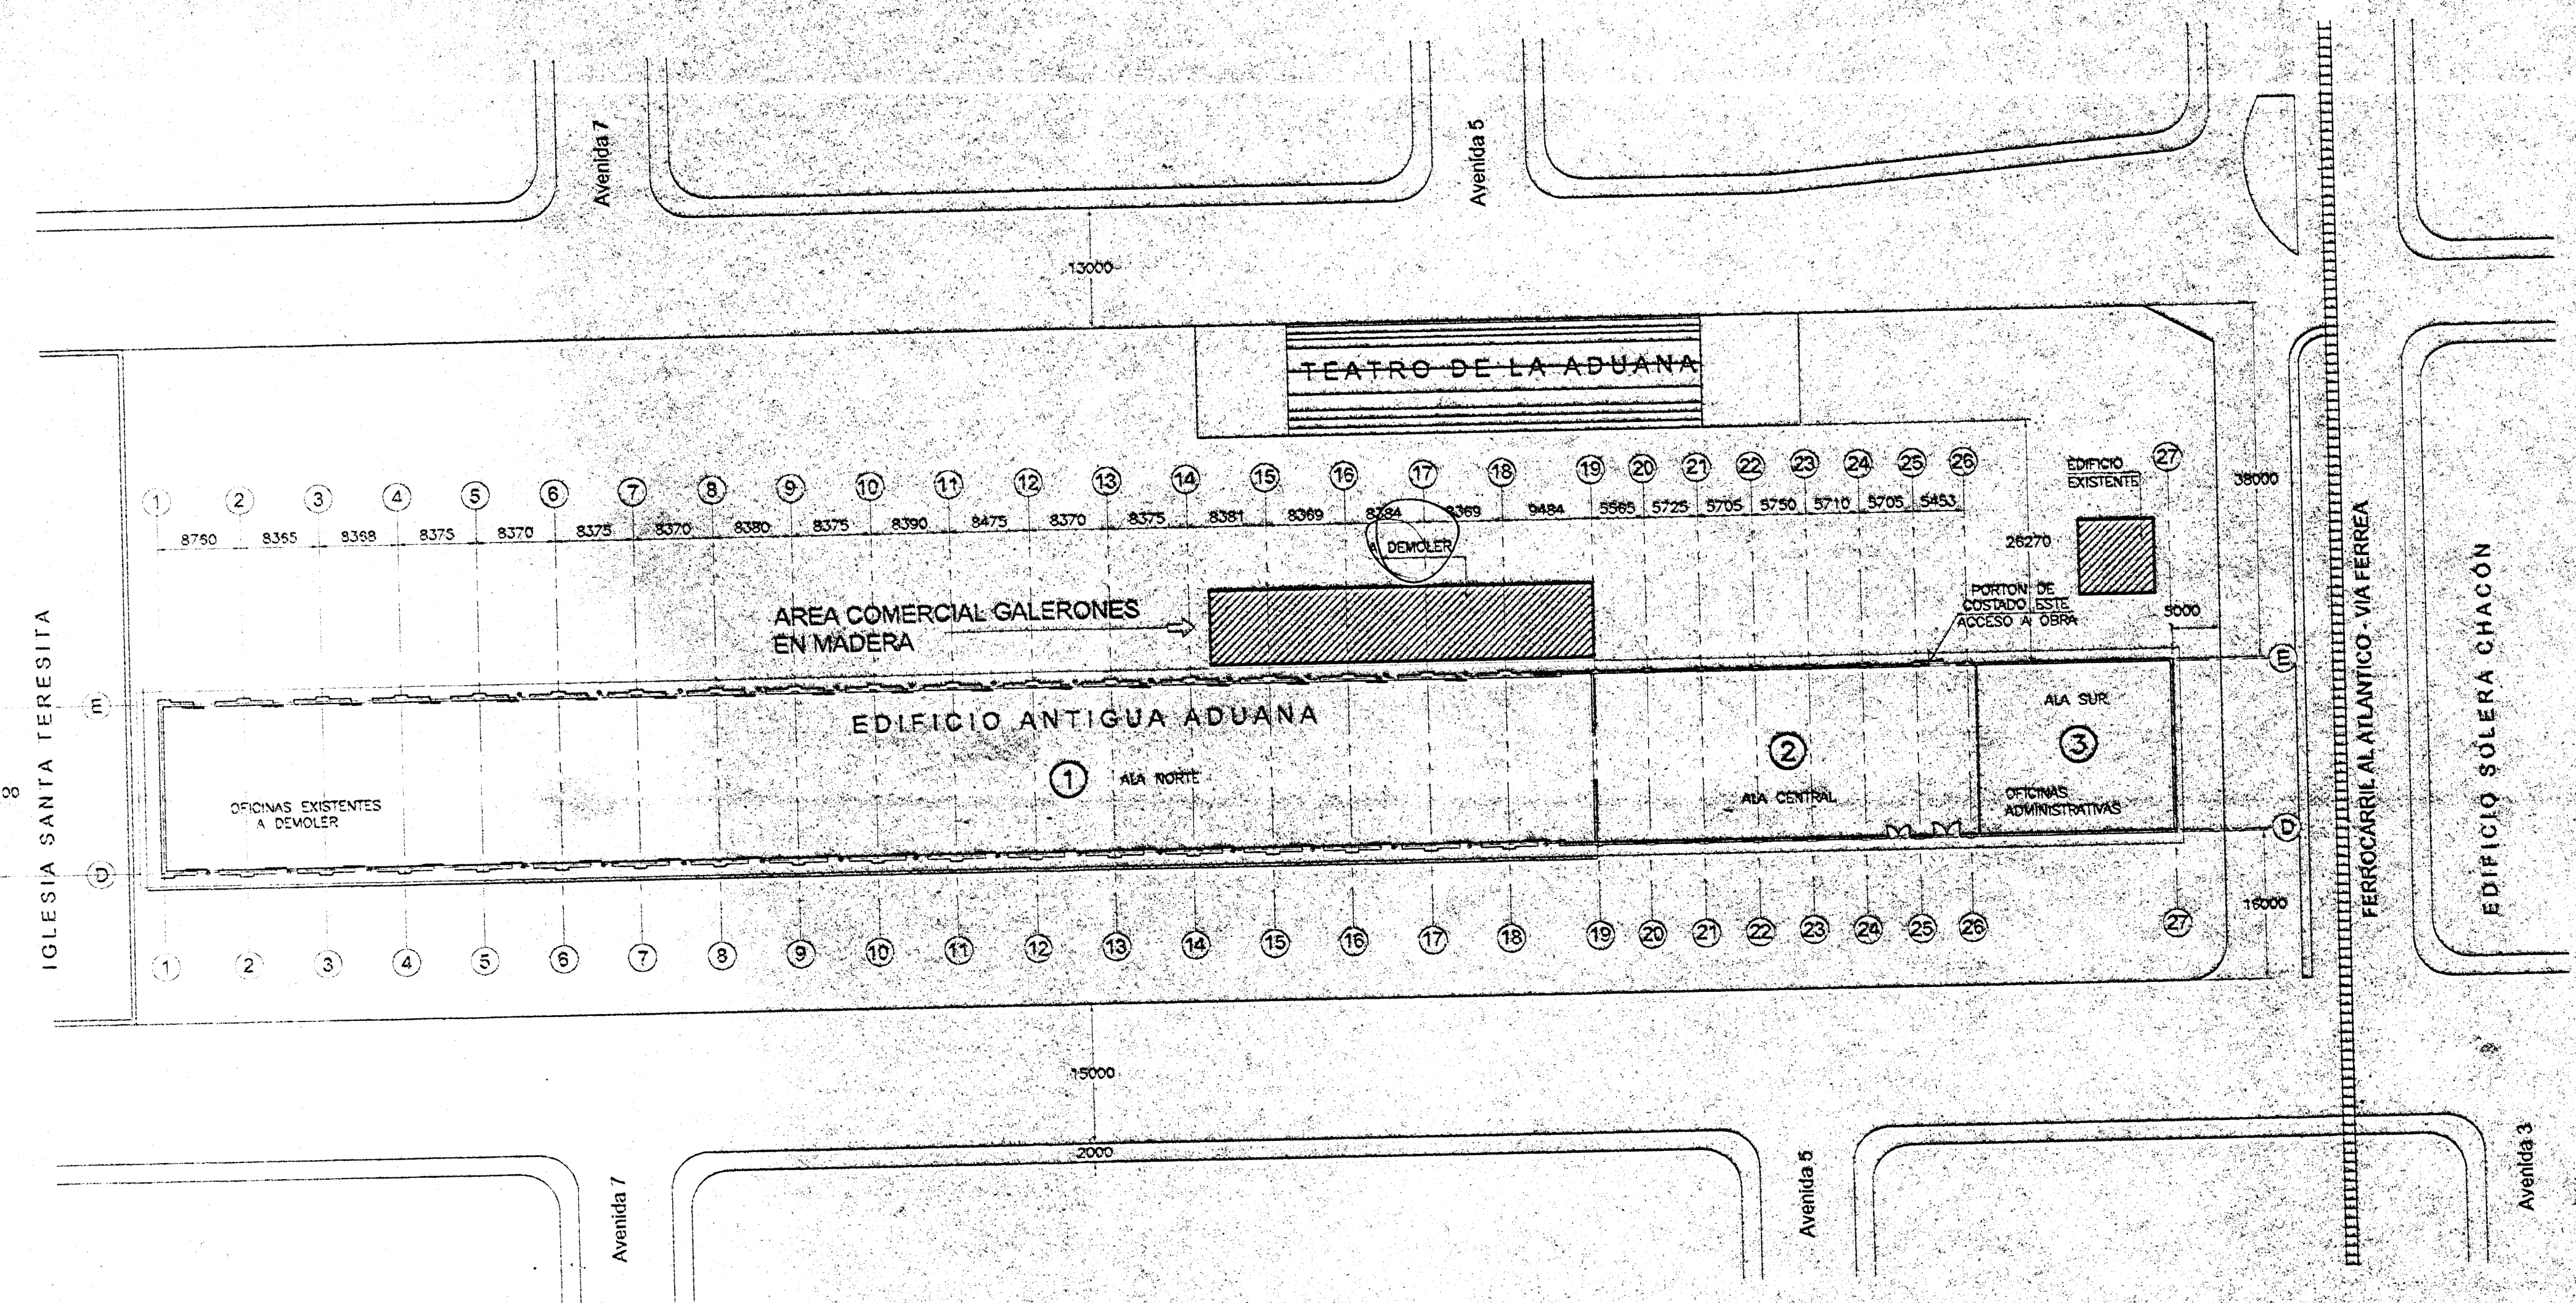 Avenida 7
Avenida 5
13000
TEATRO DE LA ADUANA
1 2 3 4 5 6 7 8 9 10 11 12 13 14 15 16 17 18 19 20 21 22 23 24 25 26 27
EDIFICIO
EXISTENTE
38000
8760 8365 8368 8375 8370 8375 8370 8380 8375 8390 8475 8370 8375 8381 8369 8369 9484 5565 5725 5705 5750 5710 5705 5453
A DEMOLER
26270
PORTON DE
COSTADO ESTE
ACCESO A OBRA
5000
AREA COMERCIAL GALERONES
EN MADERA
IGLESIA SANTA TERESITA
E
E
EDIFICIO ANTIGUA ADUANA
1
ALA NORTE
2
ALA CENTRAL
ALA SUR
3
OFICINAS
ADMINISTRATIVAS
OFICINAS EXISTENTES
A DEMOLER
00
D
D
16000
FERROCARRIL AL ATLANTICO - VIA FERREA
EDIFICIO SOLERA CHACÓN
1 2 3 4 5 6 7 8 9 10 11 12 13 14 15 16 17 18 19 20 21 22 23 24 25 26 27
15000
2000
Avenida 7
Avenida 5
Avenida 3